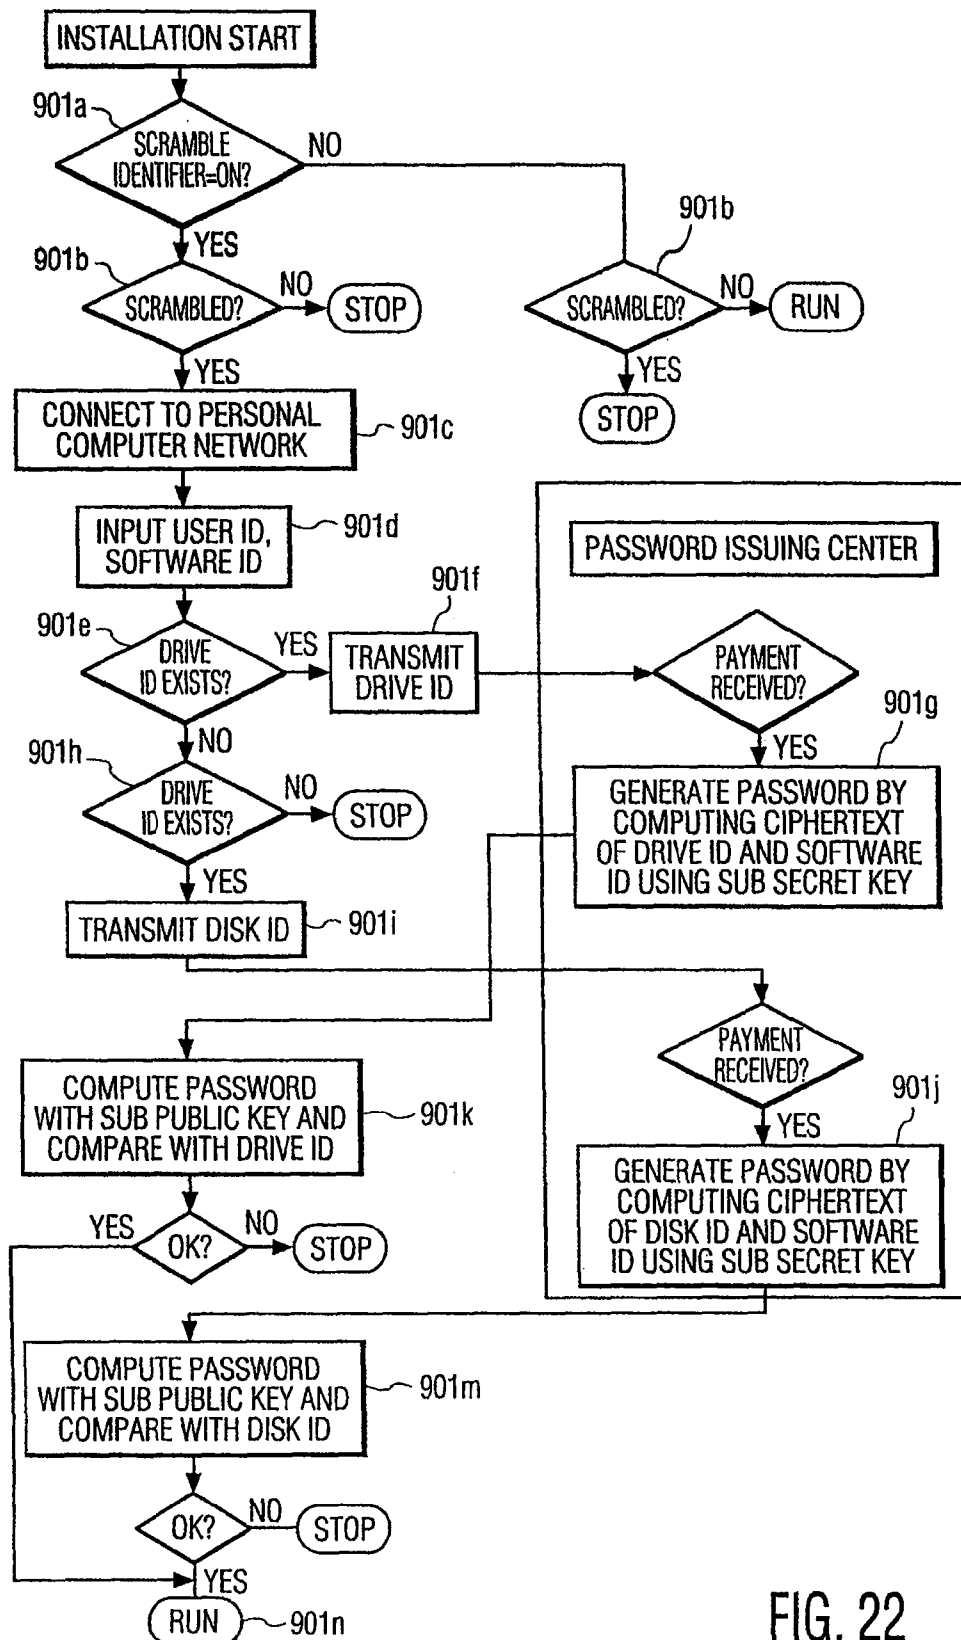 INSTALLATION START
901a
SCRAMBLE
IDENTIFIER=ON?
NO
YES
901b
SCRAMBLED?
NO
STOP
901b
SCRAMBLED?
NO
RUN
YES
STOP
YES
CONNECT TO PERSONAL
COMPUTER NETWORK
901c
INPUT USER ID,
SOFTWARE ID
901d
PASSWORD ISSUING CENTER
901e
DRIVE
ID EXISTS?
YES
901f
TRANSMIT
DRIVE ID
PAYMENT
RECEIVED?
YES
901g
GENERATE PASSWORD BY
COMPUTING CIPHERTEXT
OF DRIVE ID AND SOFTWARE
ID USING SUB SECRET KEY
NO
901h
DRIVE
ID EXISTS?
NO
STOP
YES
TRANSMIT DISK ID
901i
PAYMENT
RECEIVED?
YES
901j
GENERATE PASSWORD BY
COMPUTING CIPHERTEXT
OF DISK ID AND SOFTWARE
ID USING SUB SECRET KEY
COMPUTE PASSWORD
WITH SUB PUBLIC KEY AND
COMPARE WITH DRIVE ID
901k
YES
OK?
NO
STOP
COMPUTE PASSWORD
WITH SUB PUBLIC KEY AND
COMPARE WITH DISK ID
901m
OK?
NO
STOP
YES
RUN
901n
FIG. 22